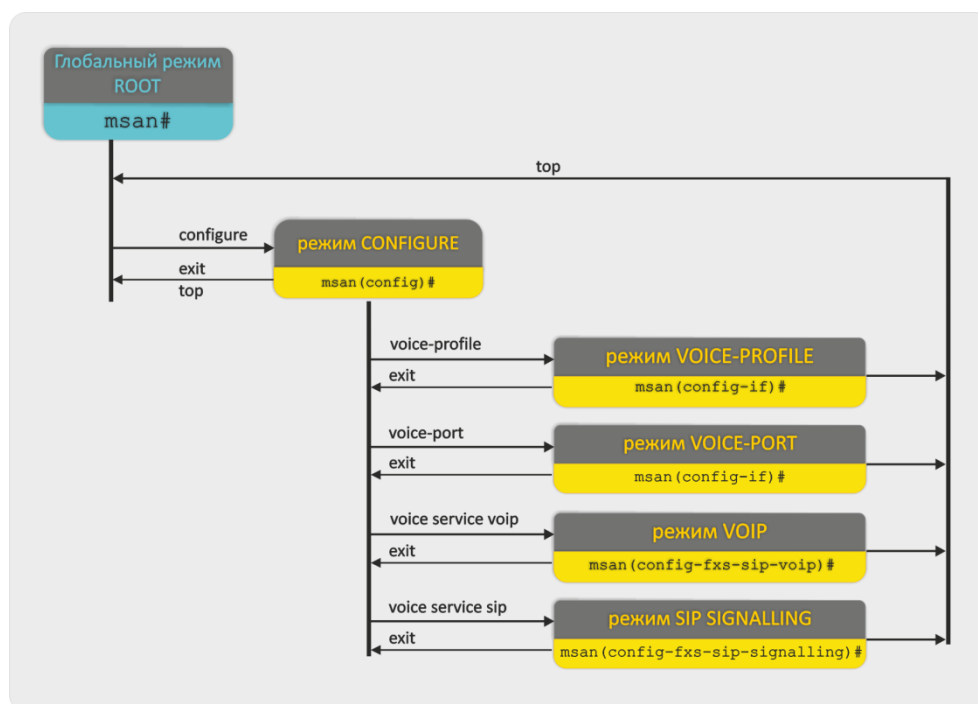 Глобальный режим
ROOT
msan#
top
configure
режим CONFIGURE
exit
msan(config)#
top
voice-profile
режим VOICE-PROFILE
exit
msan(config-if)#
voice-port
режим VOICE-PORT
exit
msan(config-if)#
voice service voip
режим VOIP
exit
msan(config-fxs-sip-voip)#
voice service sip
режим SIP SIGNALLING
exit
msan(config-fxs-sip-signalling)#